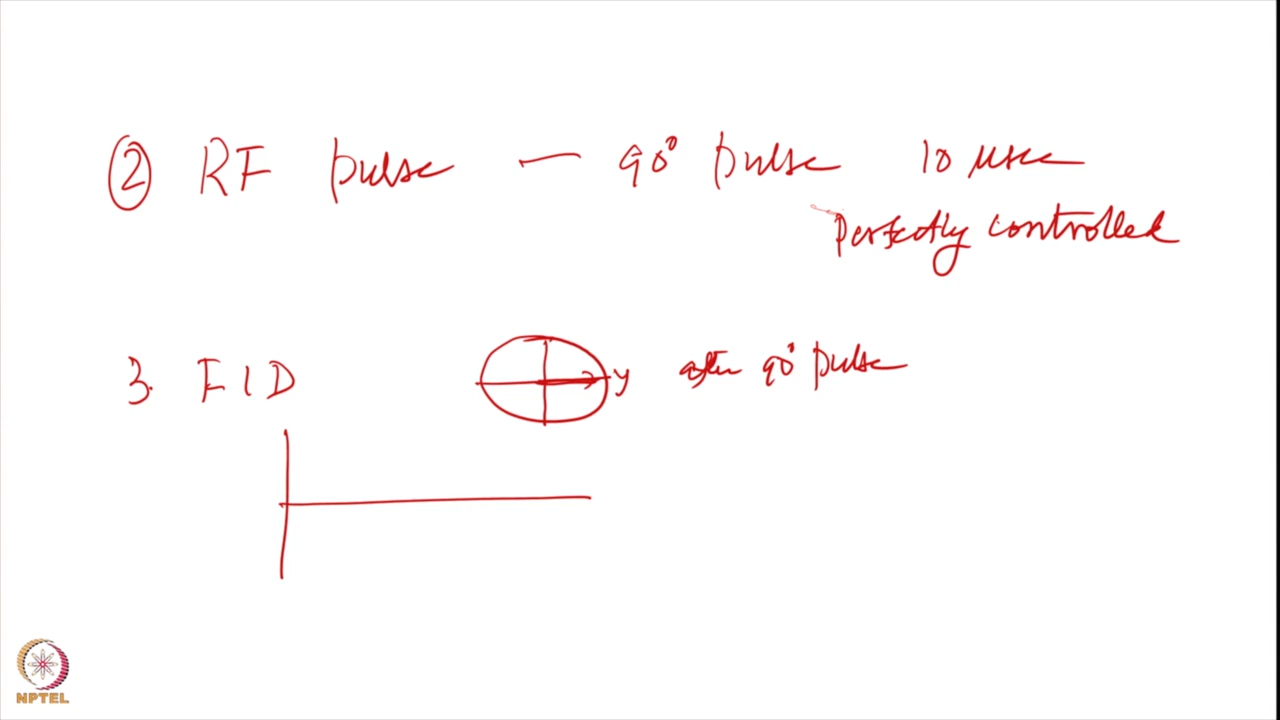 ② RF pulse — 90° pulse 10 μsec
Perfectly controlled
3. FID
y after 90° pulse
NPTEL